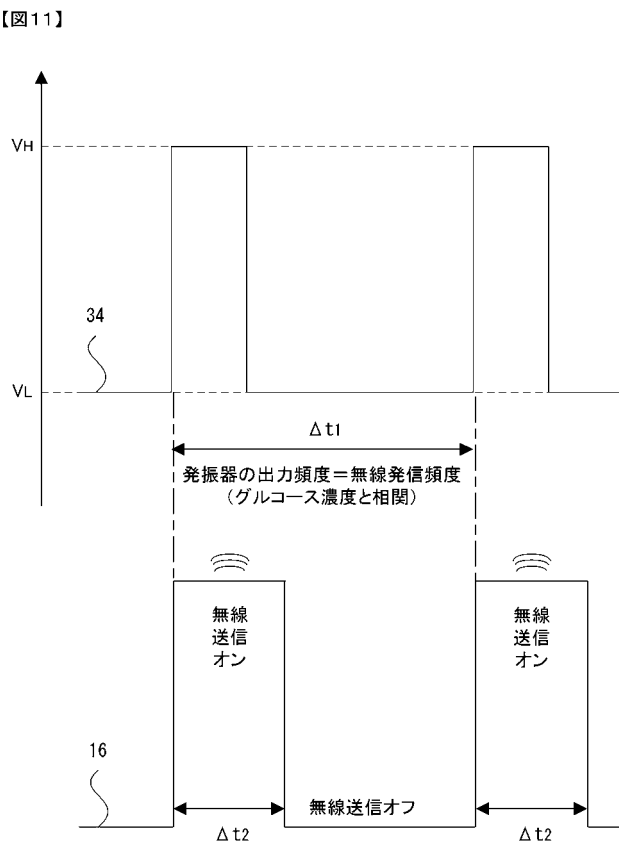 【図11】
VH
34
VL
Δt1
発振器の出力頻度＝無線発信頻度
（グルコース濃度と相関）
無線
送信
オン
無線
送信
オン
16
無線送信オフ
Δt2
Δt2